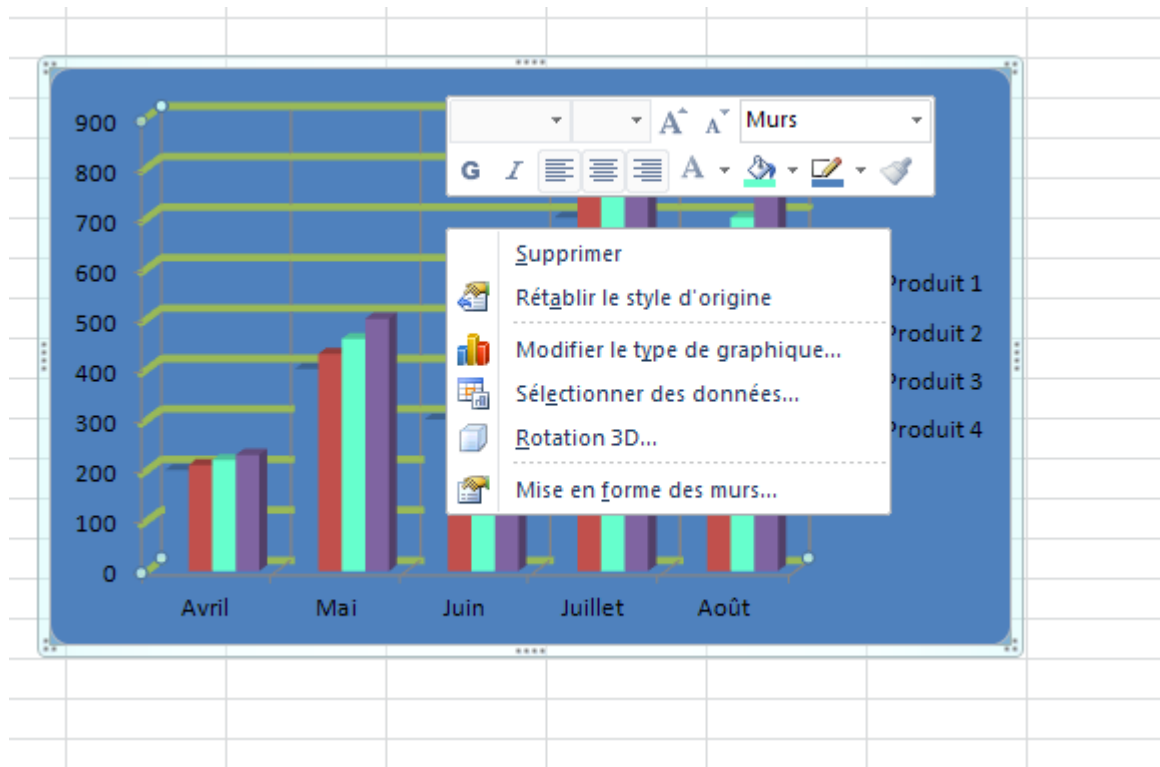 900
800
700
600
500
400
300
200
100
0
Avril Mai Juin Juillet Août
Murs
G I A
Supprimer
Rétablir le style d'origine
Modifier le type de graphique...
Sélectionner des données...
Rotation 3D...
Mise en forme des murs...
Produit 1
Produit 2
Produit 3
Produit 4